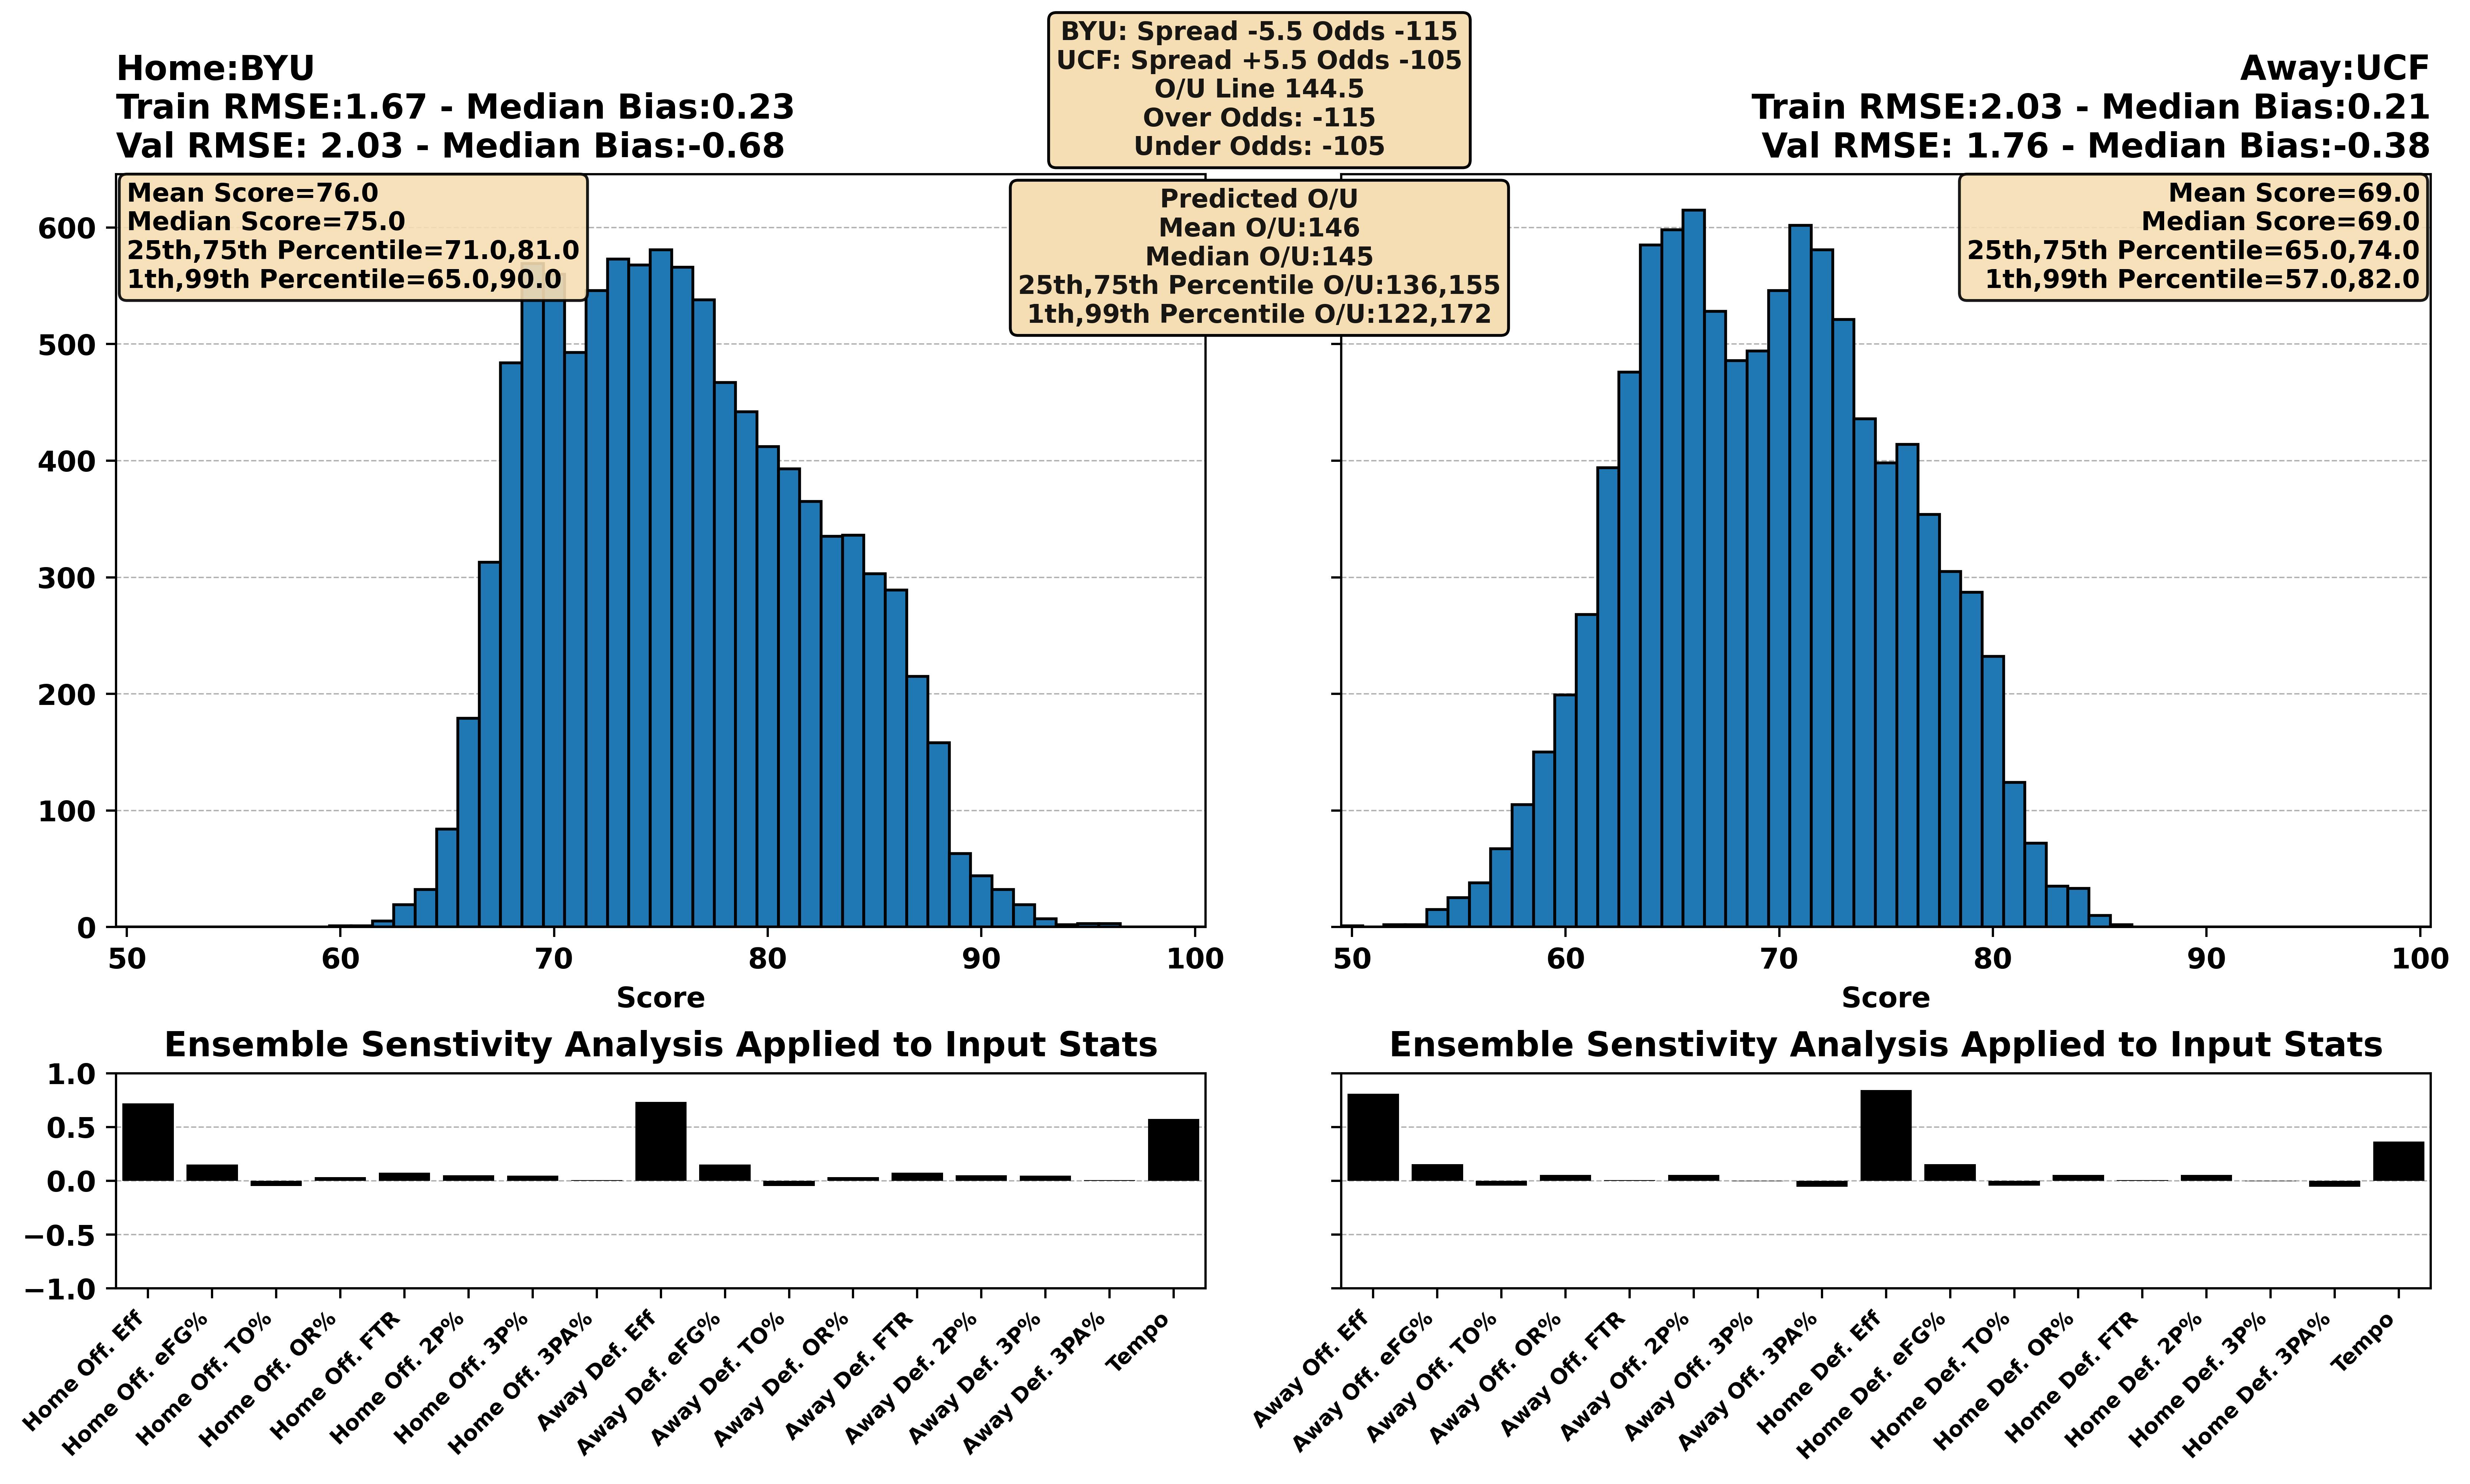 BYU: Spread -5.5 Odds -115
UCF: Spread +5.5 Odds -105
O/U Line 144.5
Over Odds: -115
Under Odds: -105
Home:BYU
Train RMSE:1.67 - Median Bias:0.23
Val RMSE: 2.03 - Median Bias:-0.68
Away:UCF
Train RMSE:2.03 - Median Bias:0.21
Val RMSE: 1.76 - Median Bias:-0.38
Mean Score=76.0
Median Score=75.0
25th,75th Percentile=71.0,81.0
1th,99th Percentile=65.0,90.0
Predicted O/U
Mean O/U:146
Median O/U:145
25th,75th Percentile O/U:136,155
1th,99th Percentile O/U:122,172
Mean Score=69.0
Median Score=69.0
25th,75th Percentile=65.0,74.0
1th,99th Percentile=57.0,82.0
600
500
400
300
200
100
0
50
60
70
80
90
100
Score
50
60
70
80
90
100
Score
Ensemble Senstivity Analysis Applied to Input Stats
1.0
0.5
0.0
−0.5
−1.0
Home Off. Eff
Home Off. eFG%
Home Off. TO%
Home Off. OR%
Home Off. FTR
Home Off. 2P%
Home Off. 3P%
Home Off. 3PA%
Away Def. Eff
Away Def. eFG%
Away Def. TO%
Away Def. OR%
Away Def. FTR
Away Def. 2P%
Away Def. 3P%
Away Def. 3PA%
Tempo
Ensemble Senstivity Analysis Applied to Input Stats
Away Off. Eff
Away Off. eFG%
Away Off. TO%
Away Off. OR%
Away Off. FTR
Away Off. 2P%
Away Off. 3P%
Away Off. 3PA%
Home Def. Eff
Home Def. eFG%
Home Def. TO%
Home Def. OR%
Home Def. FTR
Home Def. 2P%
Home Def. 3P%
Home Def. 3PA%
Tempo